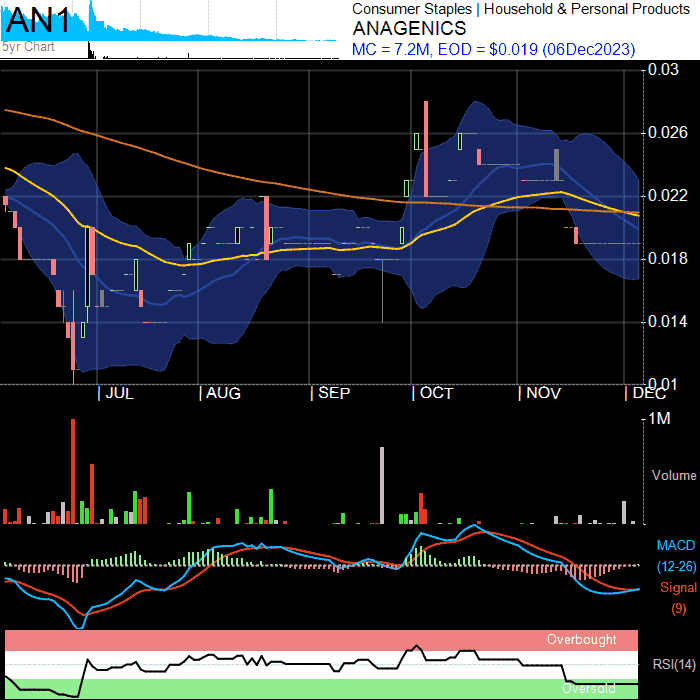 AN1
5yr Chart
Consumer Staples | Household & Personal Products
ANAGENICS
MC = 7.2M, EOD = $0.019 (06Dec2023)
0.03
0.026
0.022
0.018
0.014
0.01
| JUL | AUG | SEP | OCT | NOV | DEC
1M
Volume
MACD
(12-26)
Signal
(9)
Overbought
RSI(14)
Oversold